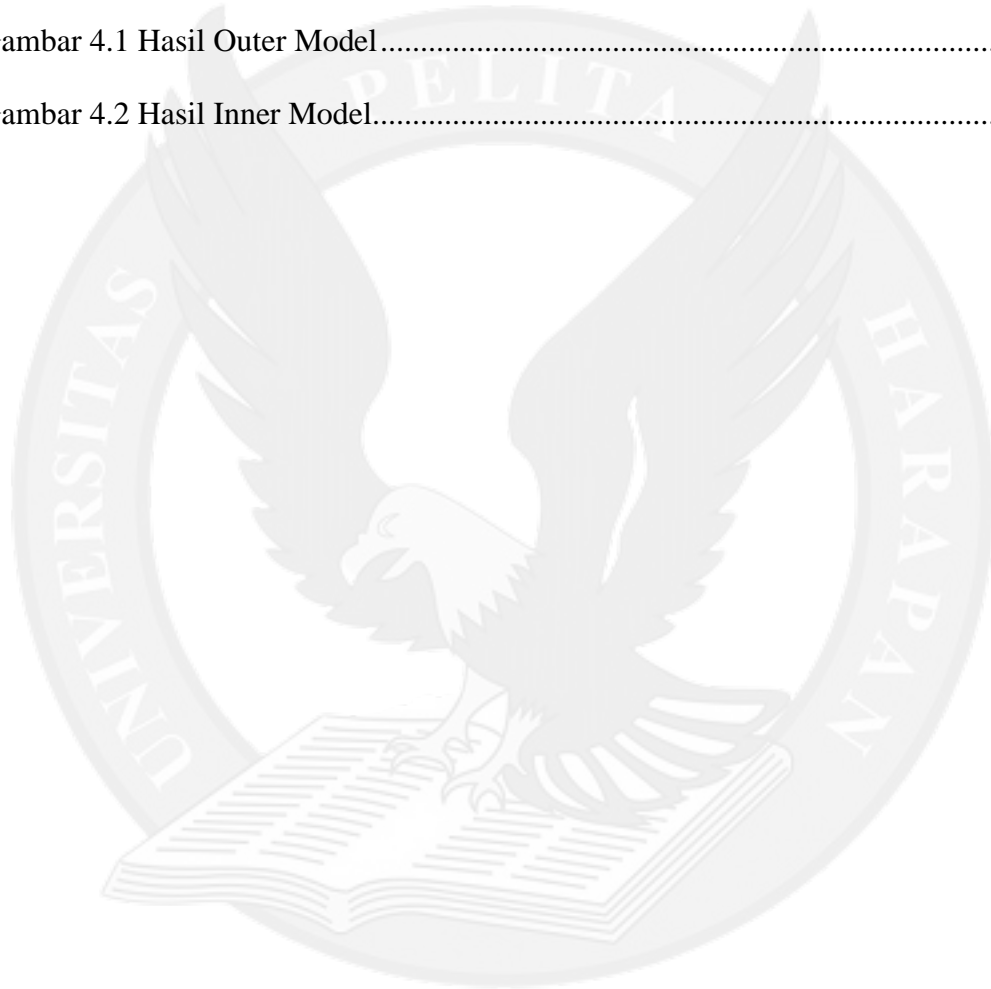 ambar 4.1 Hasil Outer Model........................................................................
ambar 4.2 Hasil Inner Model.........................................................................
UNIVERSITAS PELITA HARAPAN